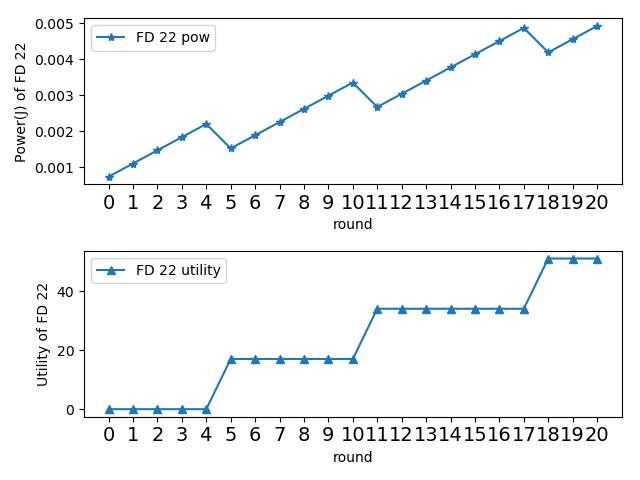 0.005
0.004
0.003
0.002
0.001
Power(J) of FD 22
FD 22 pow
0 1 2 3 4 5 6 7 8 9 10 11 12 13 14 15 16 17 18 19 20
round
40
20
0
Utility of FD 22
FD 22 utility
0 1 2 3 4 5 6 7 8 9 10 11 12 13 14 15 16 17 18 19 20
round